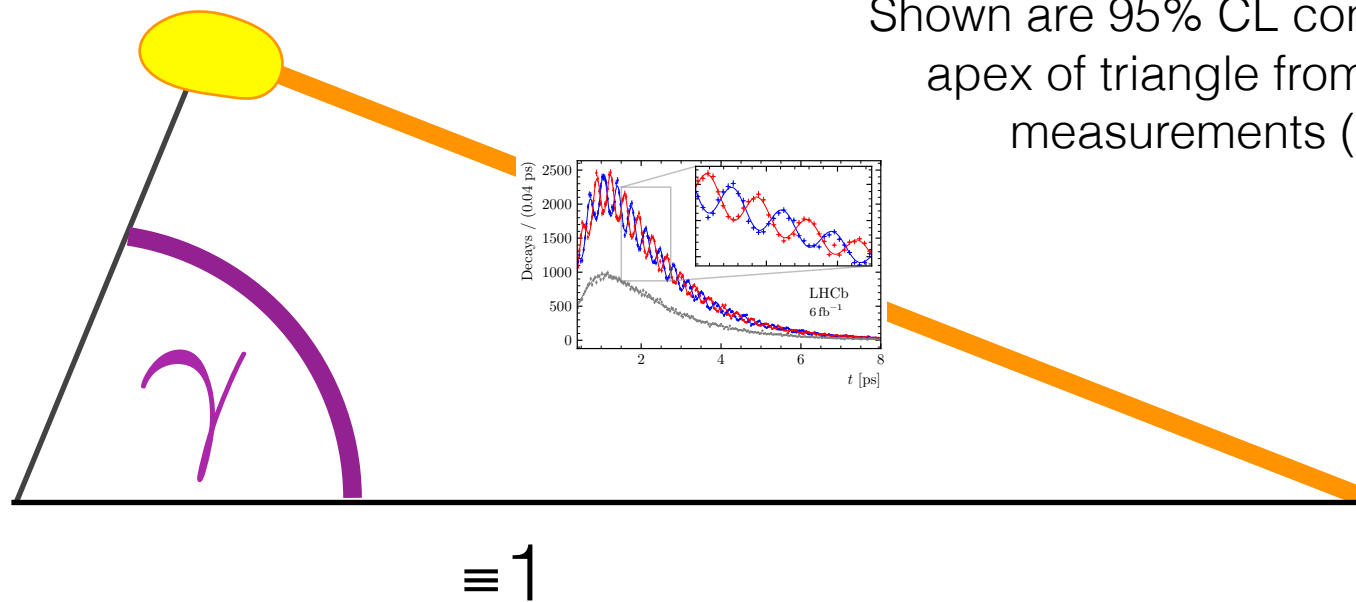 Shown are 95% CL
apex of triangle from
measurements (
Decays / (0.04 ps)
2500
2000
1500
1000
500
0
LHCb
6 fb⁻¹
2 4 6 8
t [ps]
γ
≡1